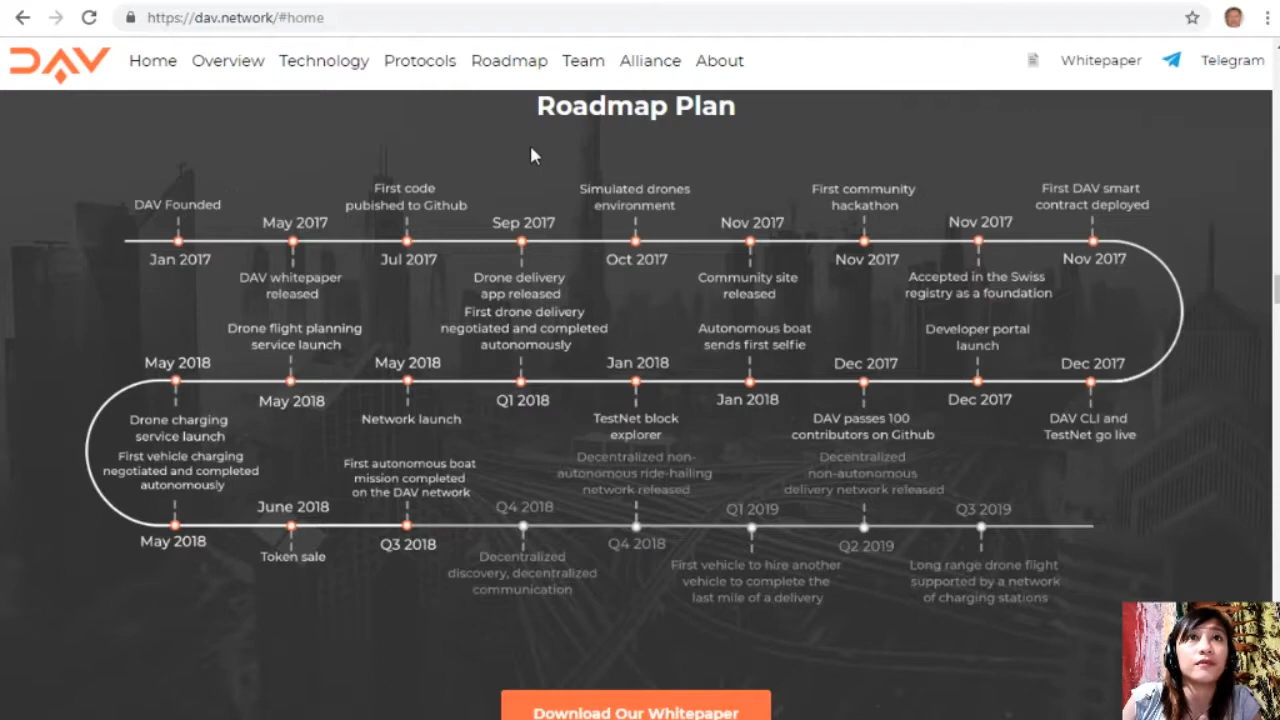 https://dav.network/#home
DAV Home Overview Technology Protocols Roadmap Team Alliance About Whitepaper Telegram
Roadmap Plan
DAV Founded
Jan 2017
May 2017
DAV whitepaper
released
First code
pubished to Github
Jul 2017
Sep 2017
Drone delivery
app released
Simulated drones
environment
Oct 2017
Nov 2017
Community site
released
First community
hackathon
Nov 2017
Nov 2017
Accepted in the Swiss
registry as a foundation
First DAV smart
contract deployed
Nov 2017
Dec 2017
DAV CLI and
TestNet go live
Developer portal
launch
Dec 2017
Dec 2017
DAV passes 100
contributors on Github
Autonomous boat
sends first selfie
Jan 2018
Jan 2018
TestNet block
explorer
First drone delivery
negotiated and completed
autonomously
Q1 2018
May 2018
Network launch
Drone flight planning
service launch
May 2018
May 2018
Drone charging
service launch
First vehicle charging
negotiated and completed
autonomously
May 2018
June 2018
Token sale
First autonomous boat
mission completed
on the DAV network
Q3 2018
Q4 2018
Decentralized
discovery, decentralized
communication
Decentralized non-
autonomous ride-hailing
network released
Q4 2018
Q1 2019
First vehicle to hire another
vehicle to complete the
last mile of a delivery
Decentralized
non-autonomous
delivery network released
Q2 2019
Q3 2019
Long range drone flight
supported by a network
of charging stations
Download Our Whitepaper